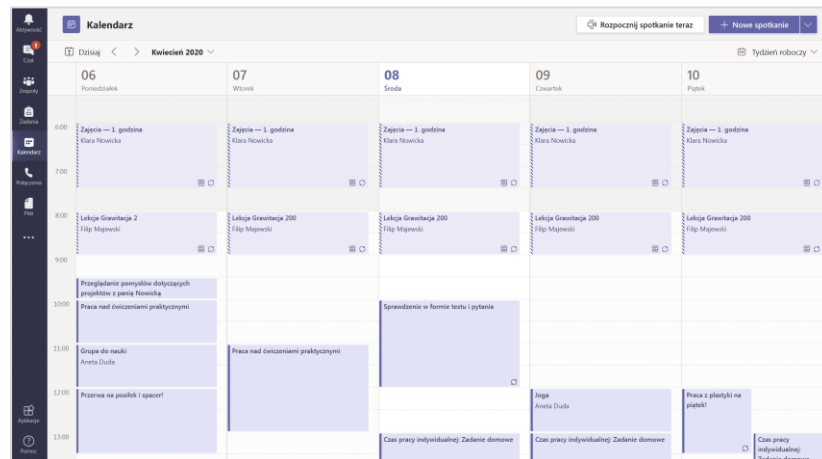 Kalendarz
Rozpocznij spotkanie teraz
+ Nowe spotkanie
Aktywność
1
Czat
Zespoły
Zadania
Kalendarz
Połączenia
Pliki
Aplikacje
Pomoc
Dzisiaj
Kwiecień 2020
Tydzień roboczy
06
Poniedziałek
07
Wtorek
08
Środa
09
Czwartek
10
Piątek
6:00
7:00
8:00
9:00
10:00
11:00
12:00
13:00
Zajęcia — 1. godzina
Klara Nowicka
Zajęcia — 1. godzina
Klara Nowicka
Zajęcia — 1. godzina
Klara Nowicka
Zajęcia — 1. godzina
Klara Nowicka
Zajęcia — 1. godzina
Klara Nowicka
Lekcja Grawitacja 2
Filip Majewski
Lekcja Grawitacja 200
Filip Majewski
Lekcja Grawitacja 200
Filip Majewski
Lekcja Grawitacja 200
Filip Majewski
Lekcja Grawitacja 200
Filip Majewski
Przeglądanie pomysłów dotyczących
projektów z panią Nowicką
Praca nad ćwiczeniami praktycznymi
Sprawdzenie w formie testu i pytania
Grupa do nauki
Aneta Duda
Praca nad ćwiczeniami praktycznymi
Przerwa na posiłek i spacer!
Joga
Aneta Duda
Praca z plastyki na
piątek!
Czas pracy indywidualnej: Zadanie domowe
Czas pracy indywidualnej: Zadanie domowe
Czas pracy
indywidualnej:
Zadanie domowe